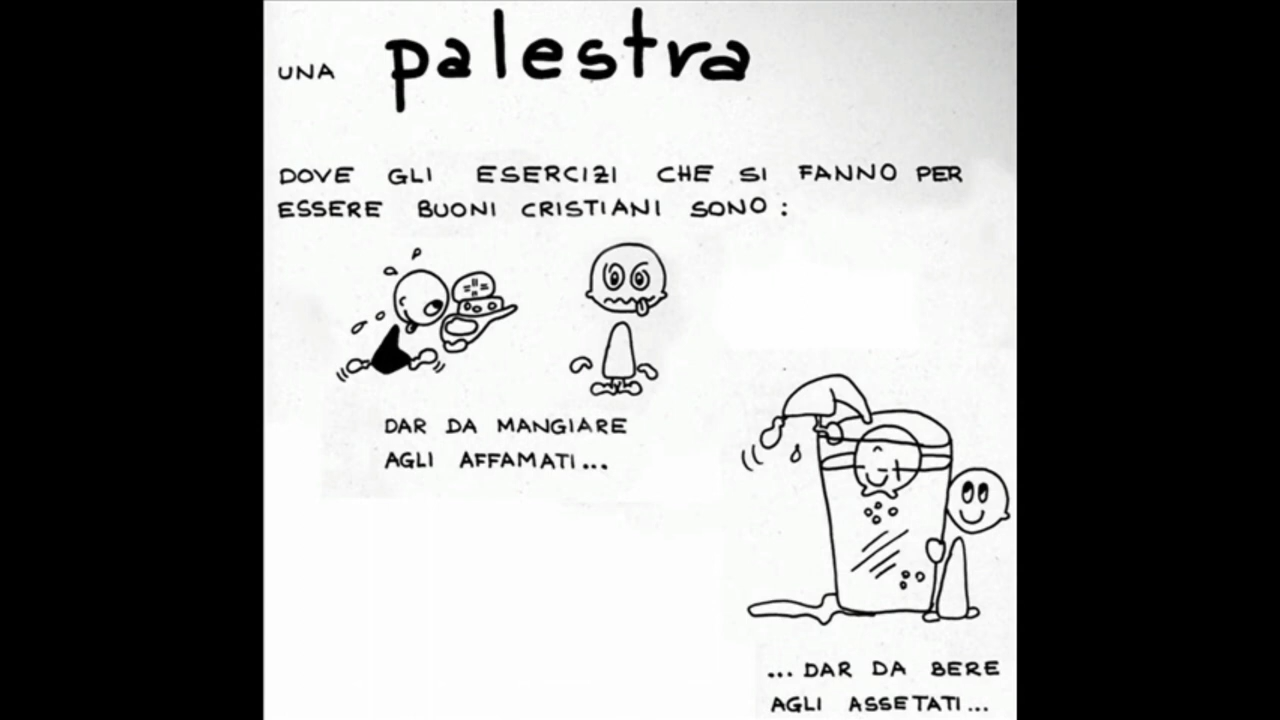 UNA palestra
DOVE GLI ESERCIZI CHE SI FANNO PER
ESSERE BUONI CRISTIANI SONO:
DAR DA MANGIARE
AGLI AFFAMATI...
...DAR DA BERE
AGLI ASSETATI...